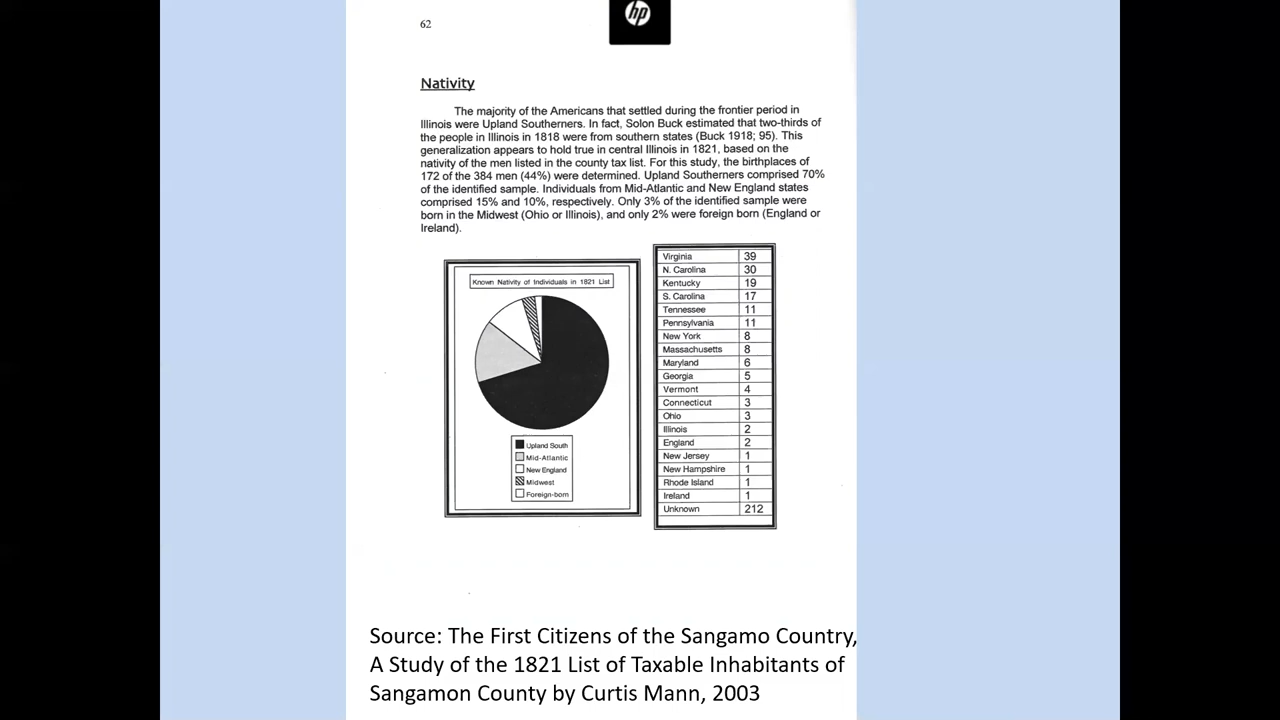 62
hp
Nativity
The majority of the Americans that settled during the frontier period in
Illinois were Upland Southerners. In fact, Solon Buck estimated that two-thirds of
the people in Illinois in 1818 were from southern states (Buck 1918; 95). This
generalization appears to hold true in central Illinois in 1821, based on the
nativity of the men listed in the county tax list. For this study, the birthplaces of
172 of the 384 men (44%) were determined. Upland Southerners comprised 70%
of the identified sample. Individuals from Mid-Atlantic and New England states
comprised 15% and 10%, respectively. Only 3% of the identified sample were
born in the Midwest (Ohio or Illinois), and only 2% were foreign born (England or
Ireland).
Known Nativity of Individuals in 1821 List
Upland South
Mid-Atlantic
New England
Midwest
Foreign-born
Virginia 39
N. Carolina 30
Kentucky 19
S. Carolina 17
Tennessee 11
Pennsylvania 11
New York 8
Massachusetts 8
Maryland 6
Georgia 5
Vermont 4
Connecticut 3
Ohio 3
Illinois 2
England 2
New Jersey 1
New Hampshire 1
Rhode Island 1
Ireland 1
Unknown 212
Source: The First Citizens of the Sangamo Country,
A Study of the 1821 List of Taxable Inhabitants of
Sangamon County by Curtis Mann, 2003